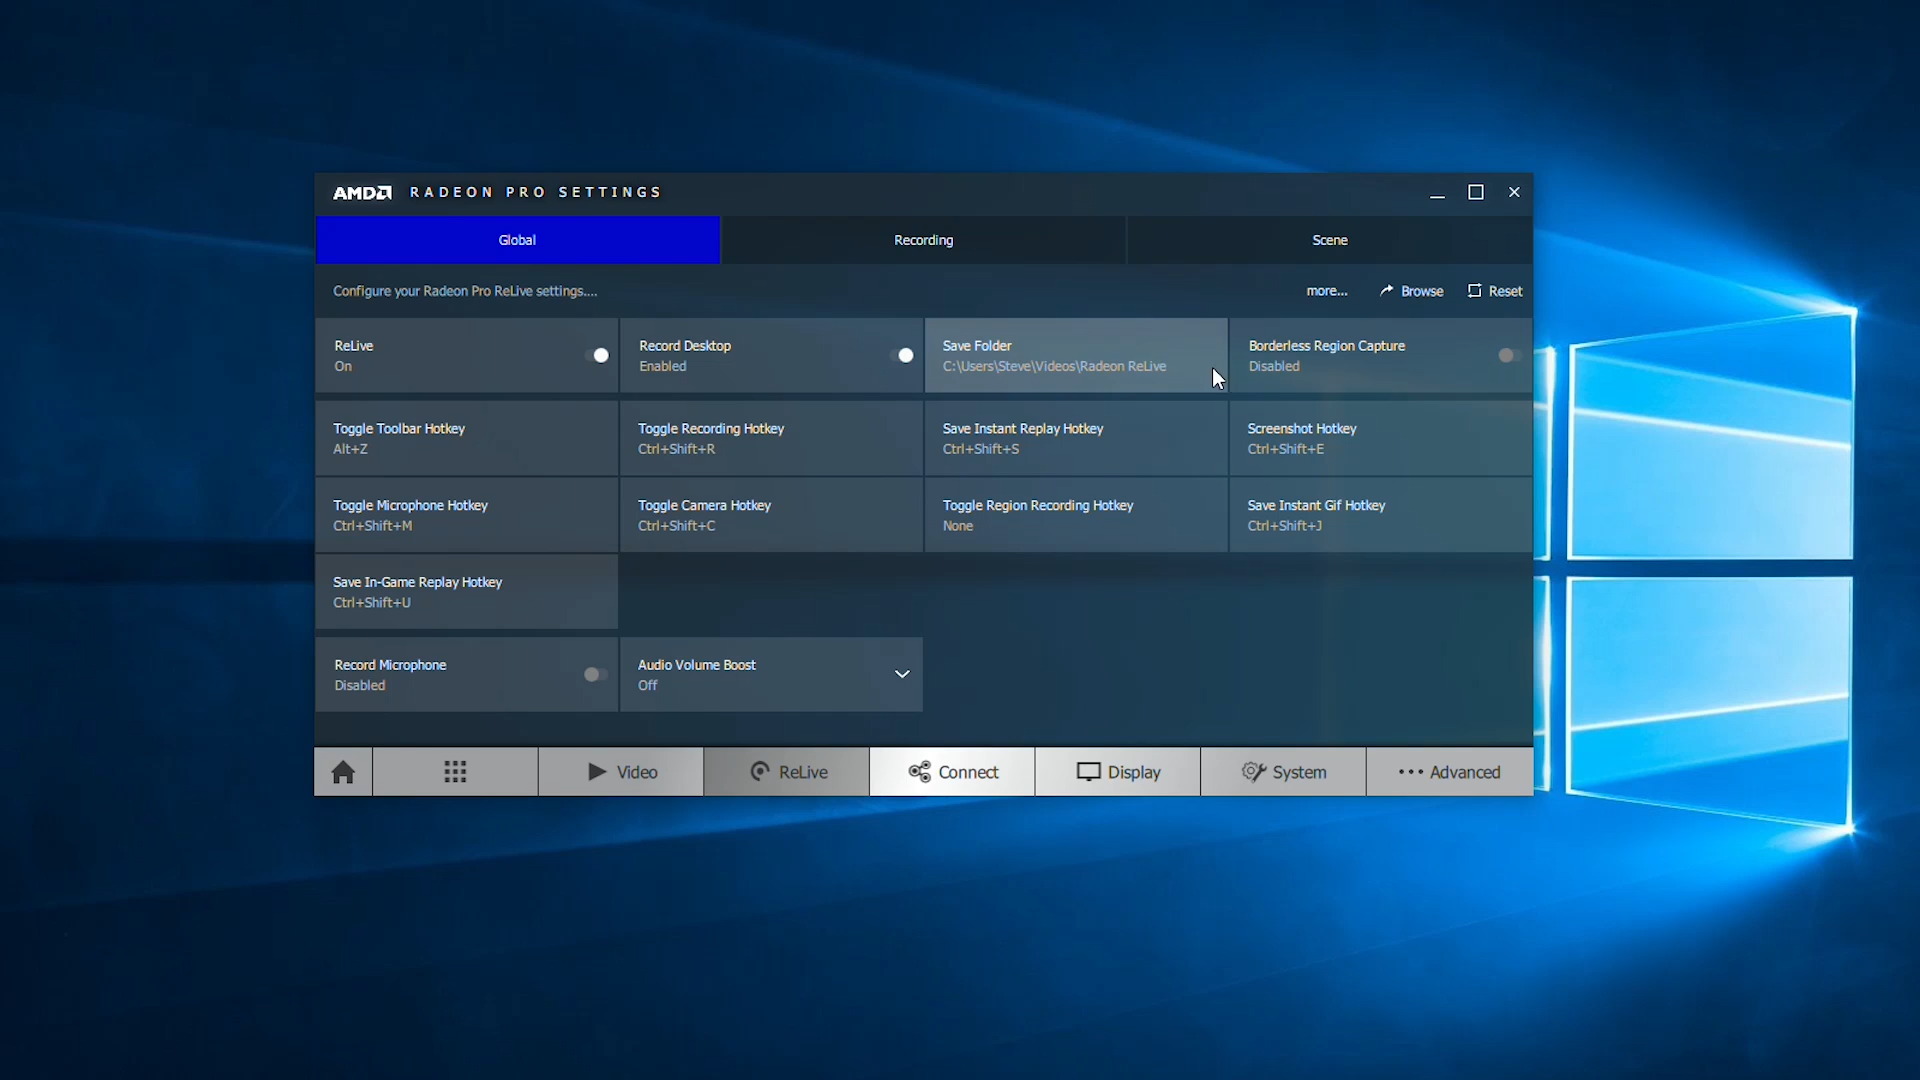 AMD RADEON PRO SETTINGS
Global
Recording
Scene
Configure your Radeon Pro ReLive settings....
more...
Browse
Reset
ReLive
On
Record Desktop
Enabled
Save Folder
C:\Users\Steve\Videos\Radeon ReLive
Borderless Region Capture
Disabled
Toggle Toolbar Hotkey
Alt+Z
Toggle Recording Hotkey
Ctrl+Shift+R
Save Instant Replay Hotkey
Ctrl+Shift+S
Screenshot Hotkey
Ctrl+Shift+E
Toggle Microphone Hotkey
Ctrl+Shift+M
Toggle Camera Hotkey
Ctrl+Shift+C
Toggle Region Recording Hotkey
None
Save Instant Gif Hotkey
Ctrl+Shift+J
Save In-Game Replay Hotkey
Ctrl+Shift+U
Record Microphone
Disabled
Audio Volume Boost
Off
Video
ReLive
Connect
Display
System
Advanced